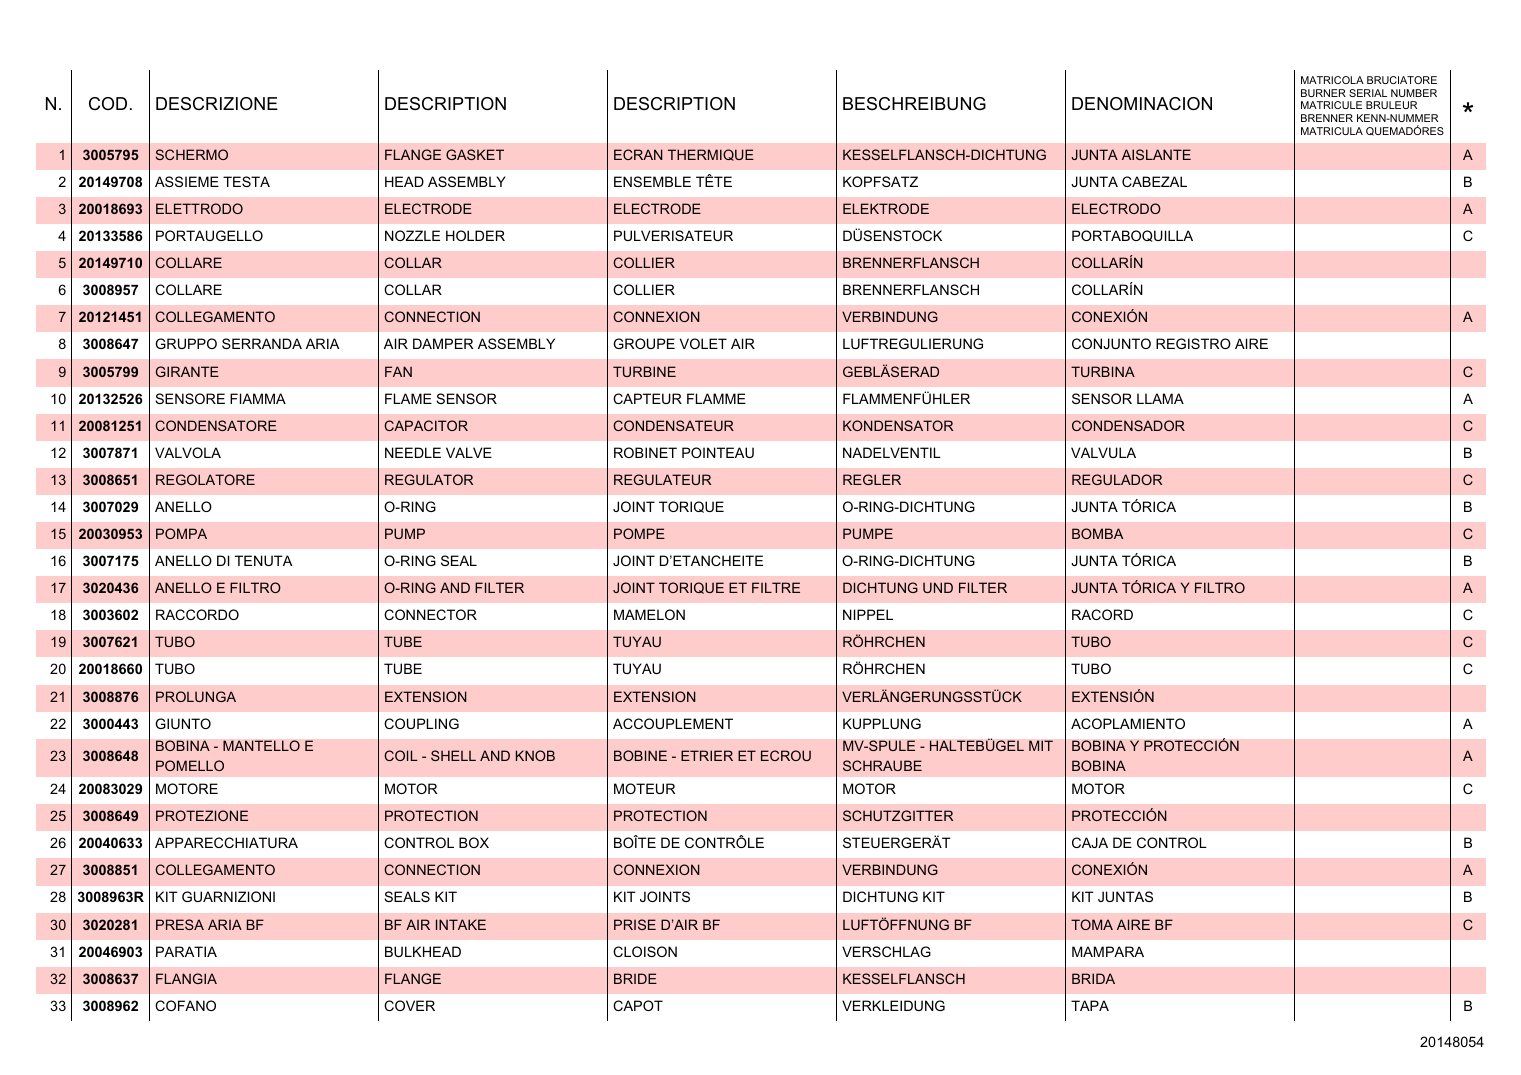 N. COD. DESCRIZIONE DESCRIPTION DESCRIPTION BESCHREIBUNG DENOMINACION MATRICOLA BRUCIATORE
BURNER SERIAL NUMBER
MATRICULE BRULEUR
BRENNER KENN-NUMMER
MATRICULA QUEMADÓRES *
1 3005795 SCHERMO FLANGE GASKET ECRAN THERMIQUE KESSELFLANSCH-DICHTUNG JUNTA AISLANTE A
2 20149708 ASSIEME TESTA HEAD ASSEMBLY ENSEMBLE TÊTE KOPFSATZ JUNTA CABEZAL B
3 20018693 ELETTRODO ELECTRODE ELECTRODE ELEKTRODE ELECTRODO A
4 20133586 PORTAUGELLO NOZZLE HOLDER PULVERISATEUR DÜSENSTOCK PORTABOQUILLA C
5 20149710 COLLARE COLLAR COLLIER BRENNERFLANSCH COLLARÍN
6 3008957 COLLARE COLLAR COLLIER BRENNERFLANSCH COLLARÍN
7 20121451 COLLEGAMENTO CONNECTION CONNEXION VERBINDUNG CONEXIÓN A
8 3008647 GRUPPO SERRANDA ARIA AIR DAMPER ASSEMBLY GROUPE VOLET AIR LUFTREGULIERUNG CONJUNTO REGISTRO AIRE
9 3005799 GIRANTE FAN TURBINE GEBLÄSERAD TURBINA C
10 20132526 SENSORE FIAMMA FLAME SENSOR CAPTEUR FLAMME FLAMMENFÜHLER SENSOR LLAMA A
11 20081251 CONDENSATORE CAPACITOR CONDENSATEUR KONDENSATOR CONDENSADOR C
12 3007871 VALVOLA NEEDLE VALVE ROBINET POINTEAU NADELVENTIL VALVULA B
13 3008651 REGOLATORE REGULATOR REGULATEUR REGLER REGULADOR C
14 3007029 ANELLO O-RING JOINT TORIQUE O-RING-DICHTUNG JUNTA TÓRICA B
15 20030953 POMPA PUMP POMPE PUMPE BOMBA C
16 3007175 ANELLO DI TENUTA O-RING SEAL JOINT D’ETANCHEITE O-RING-DICHTUNG JUNTA TÓRICA B
17 3020436 ANELLO E FILTRO O-RING AND FILTER JOINT TORIQUE ET FILTRE DICHTUNG UND FILTER JUNTA TÓRICA Y FILTRO A
18 3003602 RACCORDO CONNECTOR MAMELON NIPPEL RACORD C
19 3007621 TUBO TUBE TUYAU RÖHRCHEN TUBO C
20 20018660 TUBO TUBE TUYAU RÖHRCHEN TUBO C
21 3008876 PROLUNGA EXTENSION EXTENSION VERLÄNGERUNGSSTÜCK EXTENSIÓN
22 3000443 GIUNTO COUPLING ACCOUPLEMENT KUPPLUNG ACOPLAMIENTO A
23 3008648 BOBINA - MANTELLO E
POMELLO COIL - SHELL AND KNOB BOBINE - ETRIER ET ECROU MV-SPULE - HALTEBÜGEL MIT
SCHRAUBE BOBINA Y PROTECCIÓN
BOBINA A
24 20083029 MOTORE MOTOR MOTEUR MOTOR MOTOR C
25 3008649 PROTEZIONE PROTECTION PROTECTION SCHUTZGITTER PROTECCIÓN
26 20040633 APPARECCHIATURA CONTROL BOX BOÎTE DE CONTRÔLE STEUERGERÄT CAJA DE CONTROL B
27 3008851 COLLEGAMENTO CONNECTION CONNEXION VERBINDUNG CONEXIÓN A
28 3008963R KIT GUARNIZIONI SEALS KIT KIT JOINTS DICHTUNG KIT KIT JUNTAS B
30 3020281 PRESA ARIA BF BF AIR INTAKE PRISE D’AIR BF LUFTÖFFNUNG BF TOMA AIRE BF C
31 20046903 PARATIA BULKHEAD CLOISON VERSCHLAG MAMPARA
32 3008637 FLANGIA FLANGE BRIDE KESSELFLANSCH BRIDA
33 3008962 COFANO COVER CAPOT VERKLEIDUNG TAPA B
20148054